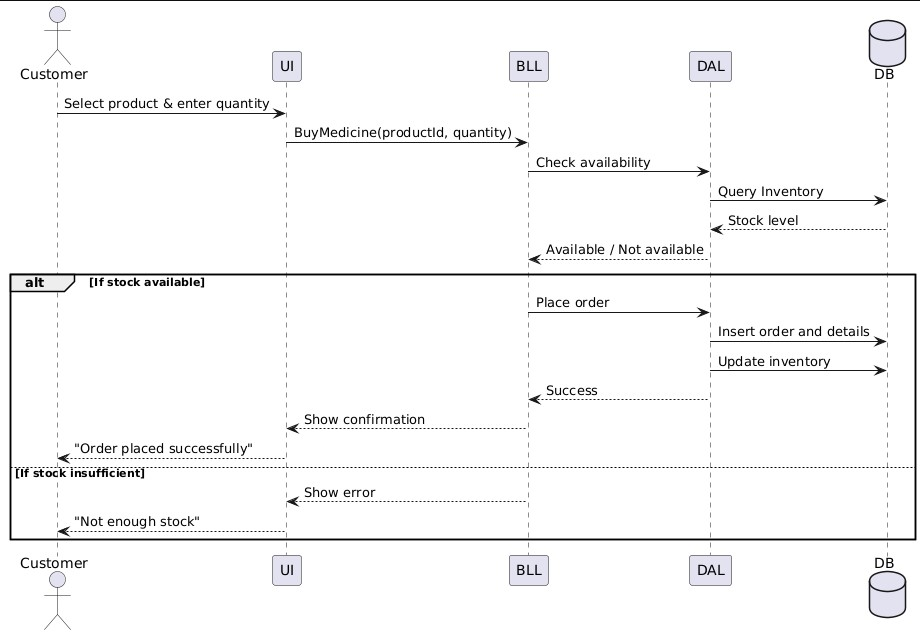 Customer
UI
BLL
DAL
DB
Select product & enter quantity
BuyMedicine(productId, quantity)
Check availability
Query Inventory
Stock level
Available / Not available
alt
[If stock available]
Place order
Insert order and details
Update inventory
Success
Show confirmation
"Order placed successfully"
[If stock insufficient]
Show error
"Not enough stock"
Customer
UI
BLL
DAL
DB